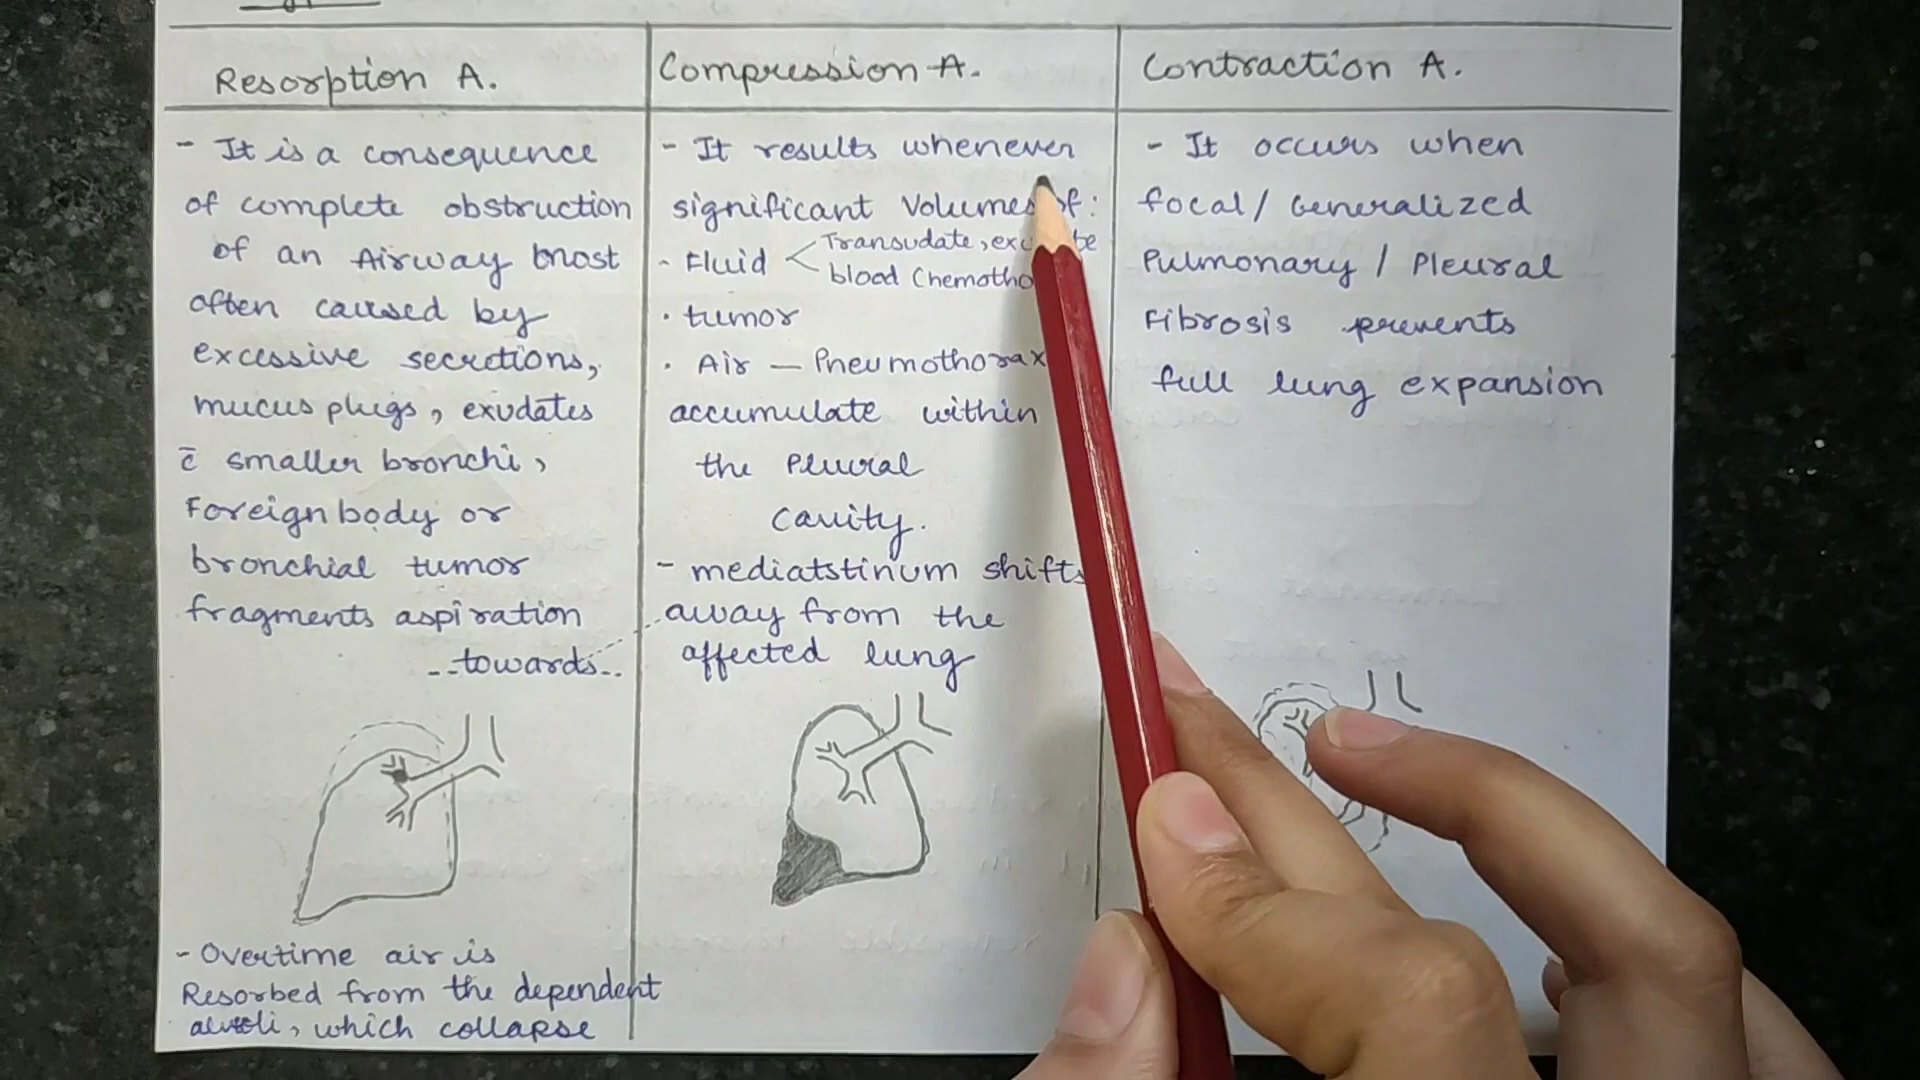 Resorption A.
- It is a consequence
of complete obstruction
of an Airway most
often caused by
excessive secretions,
mucus plugs, exudates
c̄ smaller bronchi,
Foreign body or
bronchial tumor
fragments aspiration
--towards--
- Overtime air is
Resorbed from the dependent
alveoli, which collapse
Compression A.
- It results whenever
significant Volumes of:
- Fluid < Transudate,
blood
• tumor
• Air — Pneumothorax
accumulate within
the Pleural
Cavity.
- mediatstinum shifts
away from the
affected lung
Contraction A.
- It occurs when
focal / Generalized
Pulmonary / Pleural
Fibrosis prevents
full lung expansion